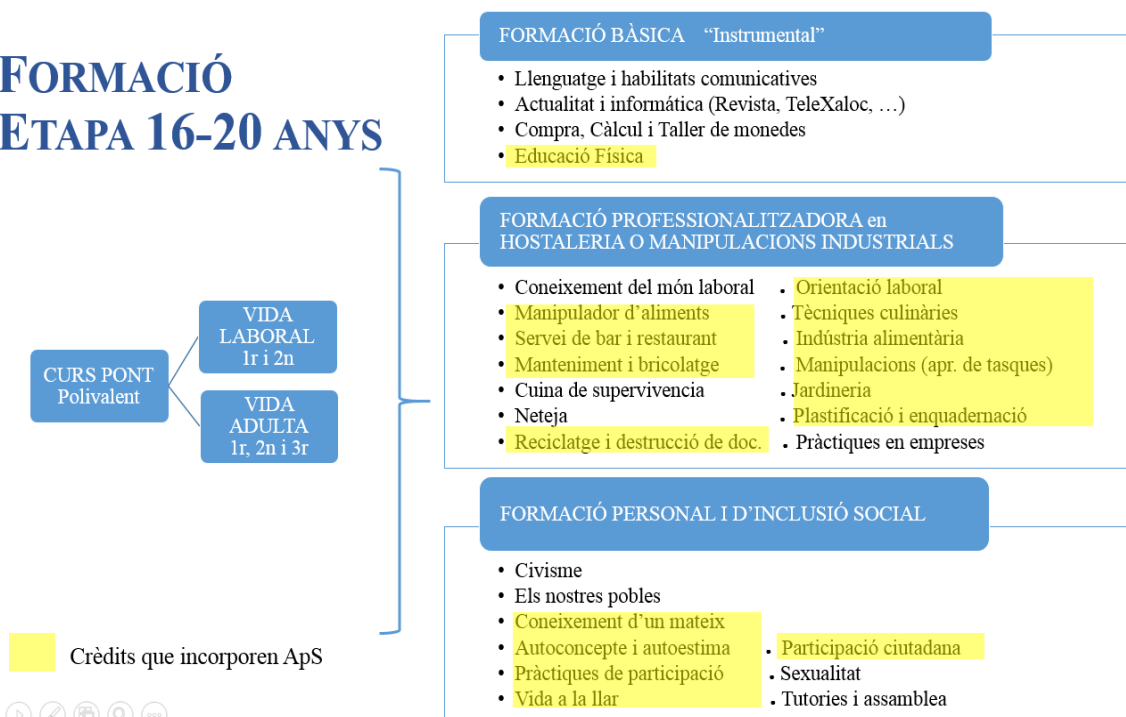 FORMACIÓ
ETAPA 16-20 ANYS
CURS PONT
Polivalent
VIDA
LABORAL
1r i 2n
VIDA
ADULTA
1r, 2n i 3r
FORMACIÓ BÀSICA “Instrumental”
• Llenguatge i habilitats comunicatives
• Actualitat i informática (Revista, TeleXaloc, …)
• Compra, Càlcul i Taller de monedes
• Educació Física
FORMACIÓ PROFESSIONALITZADORA en
HOSTALERIA O MANIPULACIONS INDUSTRIALS
• Coneixement del món laboral
• Manipulador d’aliments
• Servei de bar i restaurant
• Manteniment i bricolatge
• Cuina de supervivencia
• Neteja
• Reciclatge i destrucció de doc.
• Orientació laboral
• Tècniques culinàries
• Indústria alimentària
• Manipulacions (apr. de tasques)
• Jardineria
• Plastificació i enquadernació
• Pràctiques en empreses
FORMACIÓ PERSONAL I D’INCLUSIÓ SOCIAL
• Civisme
• Els nostres pobles
• Coneixement d’un mateix
• Autoconcepte i autoestima
• Pràctiques de participació
• Vida a la llar
• Participació ciutadana
• Sexualitat
• Tutories i assamblea
Crèdits que incorporen ApS